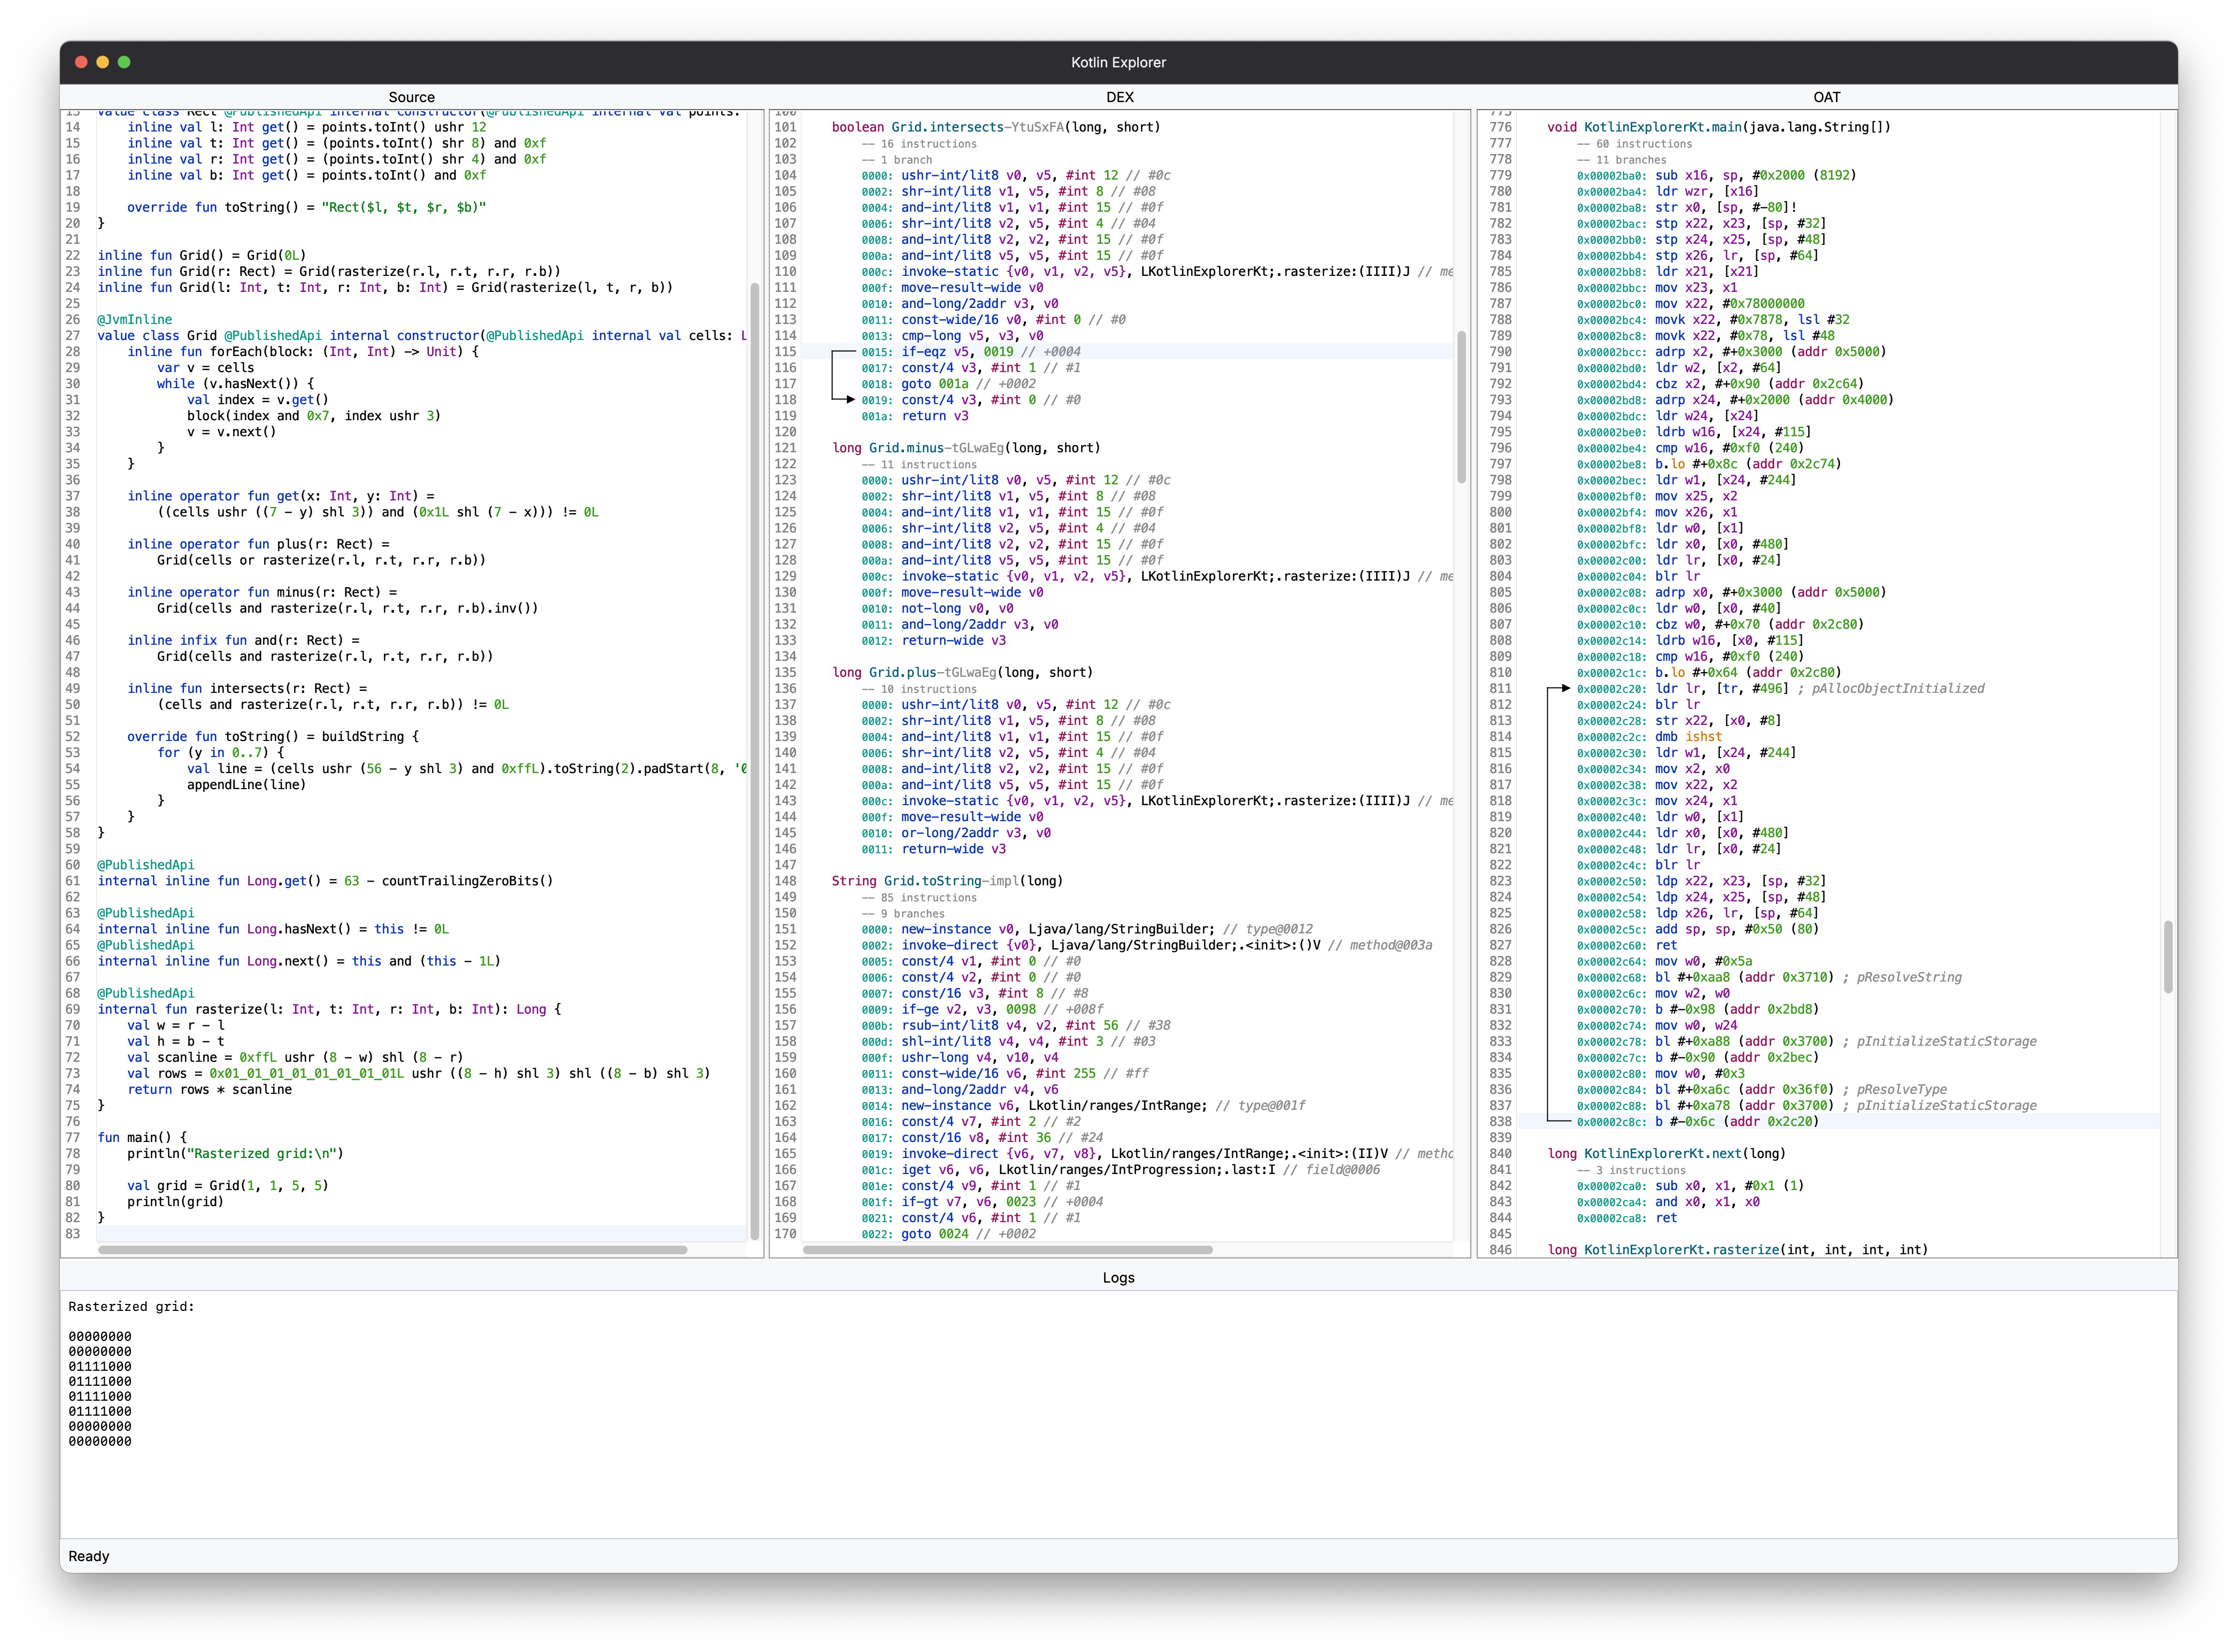 Kotlin Explorer
Source
13 value class Rect @PublishedApi internal constructor(@PublishedApi internal val points:
14 inline val l: Int get() = points.toInt() ushr 12
15 inline val t: Int get() = (points.toInt() shr 8) and 0xf
16 inline val r: Int get() = (points.toInt() shr 4) and 0xf
17 inline val b: Int get() = points.toInt() and 0xf
18
19 override fun toString() = "Rect($l, $t, $r, $b)"
20 }
21
22 inline fun Grid() = Grid(0L)
23 inline fun Grid(r: Rect) = Grid(rasterize(r.l, r.t, r.r, r.b))
24 inline fun Grid(l: Int, t: Int, r: Int, b: Int) = Grid(rasterize(l, t, r, b))
25
26 @JvmInline
27 value class Grid @PublishedApi internal constructor(@PublishedApi internal val cells: L
28 inline fun forEach(block: (Int, Int) -> Unit) {
29 var v = cells
30 while (v.hasNext()) {
31 val index = v.get()
32 block(index and 0x7, index ushr 3)
33 v = v.next()
34 }
35 }
36
37 inline operator fun get(x: Int, y: Int) =
38 ((cells ushr ((7 - y) shl 3)) and (0x1L shl (7 - x))) != 0L
39
40 inline operator fun plus(r: Rect) =
41 Grid(cells or rasterize(r.l, r.t, r.r, r.b))
42
43 inline operator fun minus(r: Rect) =
44 Grid(cells and rasterize(r.l, r.t, r.r, r.b).inv())
45
46 inline infix fun and(r: Rect) =
47 Grid(cells and rasterize(r.l, r.t, r.r, r.b))
48
49 inline fun intersects(r: Rect) =
50 (cells and rasterize(r.l, r.t, r.r, r.b)) != 0L
51
52 override fun toString() = buildString {
53 for (y in 0..7) {
54 val line = (cells ushr (56 - y shl 3) and 0xffL).toString(2).padStart(8, '0
55 appendLine(line)
56 }
57 }
58 }
59
60 @PublishedApi
61 internal inline fun Long.get() = 63 - countTrailingZeroBits()
62
63 @PublishedApi
64 internal inline fun Long.hasNext() = this != 0L
65 @PublishedApi
66 internal inline fun Long.next() = this and (this - 1L)
67
68 @PublishedApi
69 internal fun rasterize(l: Int, t: Int, r: Int, b: Int): Long {
70 val w = r - l
71 val h = b - t
72 val scanline = 0xffL ushr (8 - w) shl (8 - r)
73 val rows = 0x01_01_01_01_01_01_01_01L ushr ((8 - h) shl 3) shl ((8 - b) shl 3)
74 return rows * scanline
75 }
76
77 fun main() {
78 println("Rasterized grid:\n")
79
80 val grid = Grid(1, 1, 5, 5)
81 println(grid)
82 }
83
DEX
100
101 boolean Grid.intersects-YtuSxFA(long, short)
102 -- 16 instructions
103 -- 1 branch
104 0000: ushr-int/lit8 v0, v5, #int 12 // #0c
105 0002: shr-int/lit8 v1, v5, #int 8 // #08
106 0004: and-int/lit8 v1, v1, #int 15 // #0f
107 0006: shr-int/lit8 v2, v5, #int 4 // #04
108 0008: and-int/lit8 v2, v2, #int 15 // #0f
109 000a: and-int/lit8 v5, v5, #int 15 // #0f
110 000c: invoke-static {v0, v1, v2, v5}, LKotlinExplorerKt;.rasterize:(IIII)J // me
111 000f: move-result-wide v0
112 0010: and-long/2addr v3, v0
113 0011: const-wide/16 v0, #int 0 // #0
114 0013: cmp-long v5, v3, v0
115 0015: if-eqz v5, 0019 // +0004
116 0017: const/4 v3, #int 1 // #1
117 0018: goto 001a // +0002
118 0019: const/4 v3, #int 0 // #0
119 001a: return v3
120
121 long Grid.minus-tGLwaEg(long, short)
122 -- 11 instructions
123 0000: ushr-int/lit8 v0, v5, #int 12 // #0c
124 0002: shr-int/lit8 v1, v5, #int 8 // #08
125 0004: and-int/lit8 v1, v1, #int 15 // #0f
126 0006: shr-int/lit8 v2, v5, #int 4 // #04
127 0008: and-int/lit8 v2, v2, #int 15 // #0f
128 000a: and-int/lit8 v5, v5, #int 15 // #0f
129 000c: invoke-static {v0, v1, v2, v5}, LKotlinExplorerKt;.rasterize:(IIII)J // me
130 000f: move-result-wide v0
131 0010: not-long v0, v0
132 0011: and-long/2addr v3, v0
133 0012: return-wide v3
134
135 long Grid.plus-tGLwaEg(long, short)
136 -- 10 instructions
137 0000: ushr-int/lit8 v0, v5, #int 12 // #0c
138 0002: shr-int/lit8 v1, v5, #int 8 // #08
139 0004: and-int/lit8 v1, v1, #int 15 // #0f
140 0006: shr-int/lit8 v2, v5, #int 4 // #04
141 0008: and-int/lit8 v2, v2, #int 15 // #0f
142 000a: and-int/lit8 v5, v5, #int 15 // #0f
143 000c: invoke-static {v0, v1, v2, v5}, LKotlinExplorerKt;.rasterize:(IIII)J // me
144 000f: move-result-wide v0
145 0010: or-long/2addr v3, v0
146 0011: return-wide v3
147
148 String Grid.toString-impl(long)
149 -- 85 instructions
150 -- 9 branches
151 0000: new-instance v0, Ljava/lang/StringBuilder; // type@0012
152 0002: invoke-direct {v0}, Ljava/lang/StringBuilder;.<init>:()V // method@003a
153 0005: const/4 v1, #int 0 // #0
154 0006: const/4 v2, #int 0 // #0
155 0007: const/16 v3, #int 8 // #8
156 0009: if-ge v2, v3, 0098 // +008f
157 000b: rsub-int/lit8 v4, v2, #int 56 // #38
158 000d: shl-int/lit8 v4, v4, #int 3 // #03
159 000f: ushr-long v4, v10, v4
160 0011: const-wide/16 v6, #int 255 // #ff
161 0013: and-long/2addr v4, v6
162 0014: new-instance v6, Lkotlin/ranges/IntRange; // type@001f
163 0016: const/4 v7, #int 2 // #2
164 0017: const/16 v8, #int 36 // #24
165 0019: invoke-direct {v6, v7, v8}, Lkotlin/ranges/IntRange;.<init>:(II)V // metho
166 001c: iget v6, v6, Lkotlin/ranges/IntProgression;.last:I // field@0006
167 001e: const/4 v9, #int 1 // #1
168 001f: if-gt v7, v6, 0023 // +0004
169 0021: const/4 v6, #int 1 // #1
170 0022: goto 0024 // +0002
OAT
775
776 void KotlinExplorerKt.main(java.lang.String[])
777 -- 60 instructions
778 -- 11 branches
779 0x00002ba0: sub x16, sp, #0x2000 (8192)
780 0x00002ba4: ldr wzr, [x16]
781 0x00002ba8: str x0, [sp, #-80]!
782 0x00002bac: stp x22, x23, [sp, #32]
783 0x00002bb0: stp x24, x25, [sp, #48]
784 0x00002bb4: stp x26, lr, [sp, #64]
785 0x00002bb8: ldr x21, [x21]
786 0x00002bbc: mov x23, x1
787 0x00002bc0: mov x22, #0x78000000
788 0x00002bc4: movk x22, #0x7878, lsl #32
789 0x00002bc8: movk x22, #0x78, lsl #48
790 0x00002bcc: adrp x2, #+0x3000 (addr 0x5000)
791 0x00002bd0: ldr w2, [x2, #64]
792 0x00002bd4: cbz x2, #+0x90 (addr 0x2c64)
793 0x00002bd8: adrp x24, #+0x2000 (addr 0x4000)
794 0x00002bdc: ldr w24, [x24]
795 0x00002be0: ldrb w16, [x24, #115]
796 0x00002be4: cmp w16, #0xf0 (240)
797 0x00002be8: b.lo #+0x8c (addr 0x2c74)
798 0x00002bec: ldr w1, [x24, #244]
799 0x00002bf0: mov x25, x2
800 0x00002bf4: mov x26, x1
801 0x00002bf8: ldr w0, [x1]
802 0x00002bfc: ldr x0, [x0, #480]
803 0x00002c00: ldr lr, [x0, #24]
804 0x00002c04: blr lr
805 0x00002c08: adrp x0, #+0x3000 (addr 0x5000)
806 0x00002c0c: ldr w0, [x0, #40]
807 0x00002c10: cbz w0, #+0x70 (addr 0x2c80)
808 0x00002c14: ldrb w16, [x0, #115]
809 0x00002c18: cmp w16, #0xf0 (240)
810 0x00002c1c: b.lo #+0x64 (addr 0x2c80)
811 0x00002c20: ldr lr, [tr, #496] ; pAllocObjectInitialized
812 0x00002c24: blr lr
813 0x00002c28: str x22, [x0, #8]
814 0x00002c2c: dmb ishst
815 0x00002c30: ldr w1, [x24, #244]
816 0x00002c34: mov x2, x0
817 0x00002c38: mov x22, x2
818 0x00002c3c: mov x24, x1
819 0x00002c40: ldr w0, [x1]
820 0x00002c44: ldr x0, [x0, #480]
821 0x00002c48: ldr lr, [x0, #24]
822 0x00002c4c: blr lr
823 0x00002c50: ldp x22, x23, [sp, #32]
824 0x00002c54: ldp x24, x25, [sp, #48]
825 0x00002c58: ldp x26, lr, [sp, #64]
826 0x00002c5c: add sp, sp, #0x50 (80)
827 0x00002c60: ret
828 0x00002c64: mov w0, #0x5a
829 0x00002c68: bl #+0xaa8 (addr 0x3710) ; pResolveString
830 0x00002c6c: mov w2, w0
831 0x00002c70: b #-0x98 (addr 0x2bd8)
832 0x00002c74: mov w0, w24
833 0x00002c78: bl #+0xa88 (addr 0x3700) ; pInitializeStaticStorage
834 0x00002c7c: b #-0x90 (addr 0x2bec)
835 0x00002c80: mov w0, #0x3
836 0x00002c84: bl #+0xa6c (addr 0x36f0) ; pResolveType
837 0x00002c88: bl #+0xa78 (addr 0x3700) ; pInitializeStaticStorage
838 0x00002c8c: b #-0x6c (addr 0x2c20)
839
840 long KotlinExplorerKt.next(long)
841 -- 3 instructions
842 0x00002ca0: sub x0, x1, #0x1 (1)
843 0x00002ca4: and x0, x1, x0
844 0x00002ca8: ret
845
846 long KotlinExplorerKt.rasterize(int, int, int, int)
Logs
Rasterized grid:
00000000
00000000
01111000
01111000
01111000
01111000
00000000
00000000
Ready